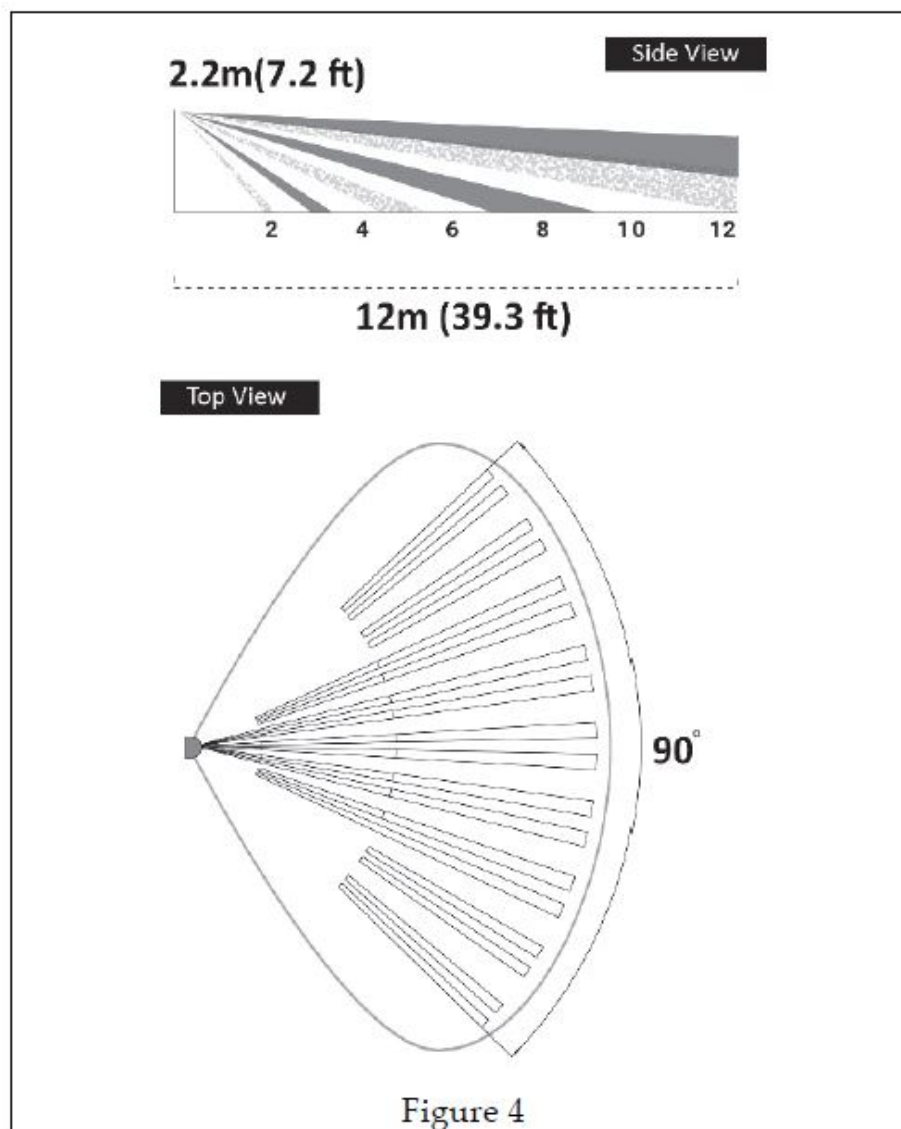 Side View
2.2m(7.2 ft)
2 4 6 8 10 12
12m (39.3 ft)
Top View
90°
Figure 4